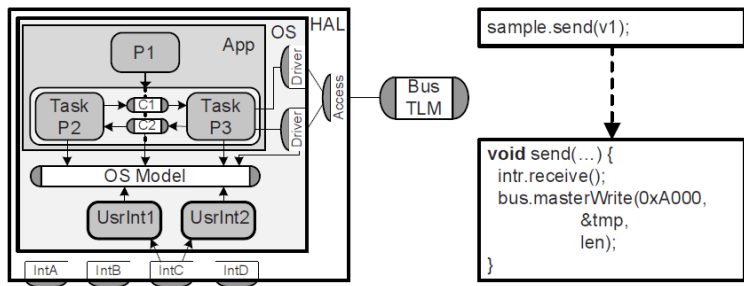 App
OS
HAL
P1
Driver
Task
P2
C1
C2
Task
P3
Driver
Access
Bus
TLM
OS Model
UsrInt1
UsrInt2
IntA
IntB
IntC
IntD
sample.send(v1);
void send(...) {
intr.receive();
bus.masterWrite(0xA000,
&tmp,
len);
}